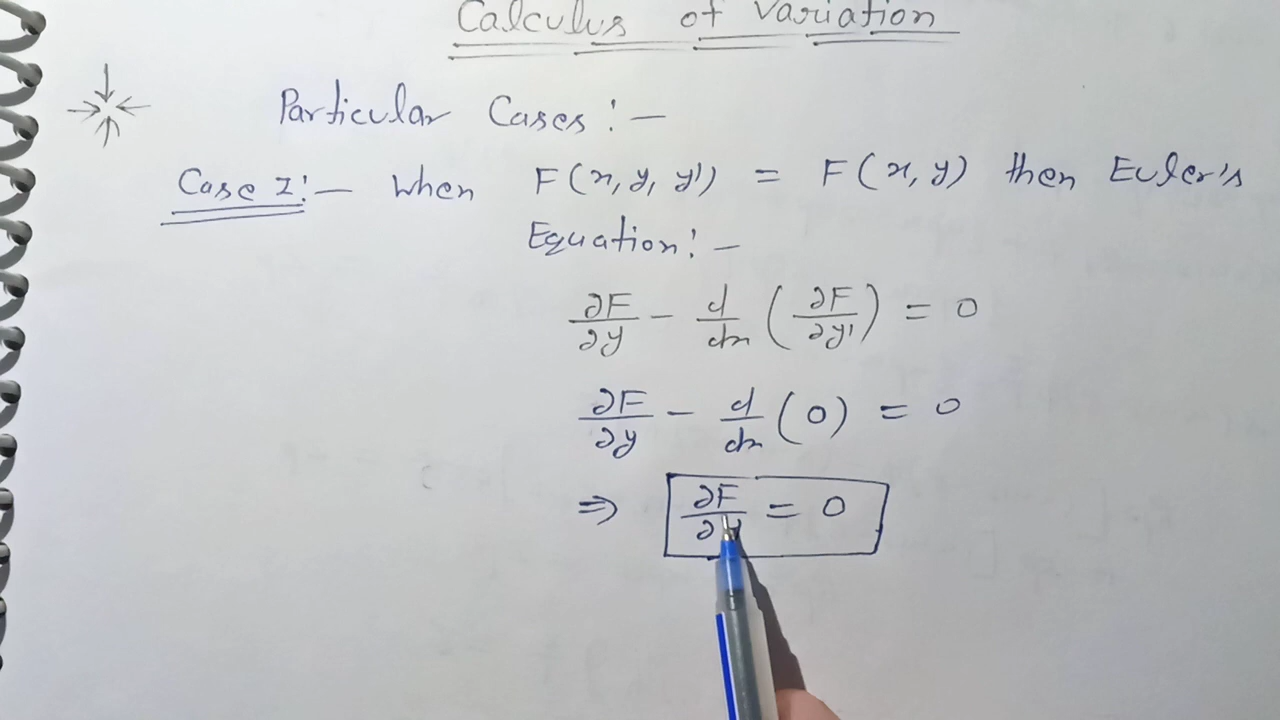 Calculus of Variation
Particular Cases:-
Case I:- When F(x, y, y') = F(x, y) then Euler's
Equation:-
∂F/∂y - d/dx (∂F/∂y') = 0
∂F/∂y - d/dx (0) = 0
⇒ ∂F/∂y = 0